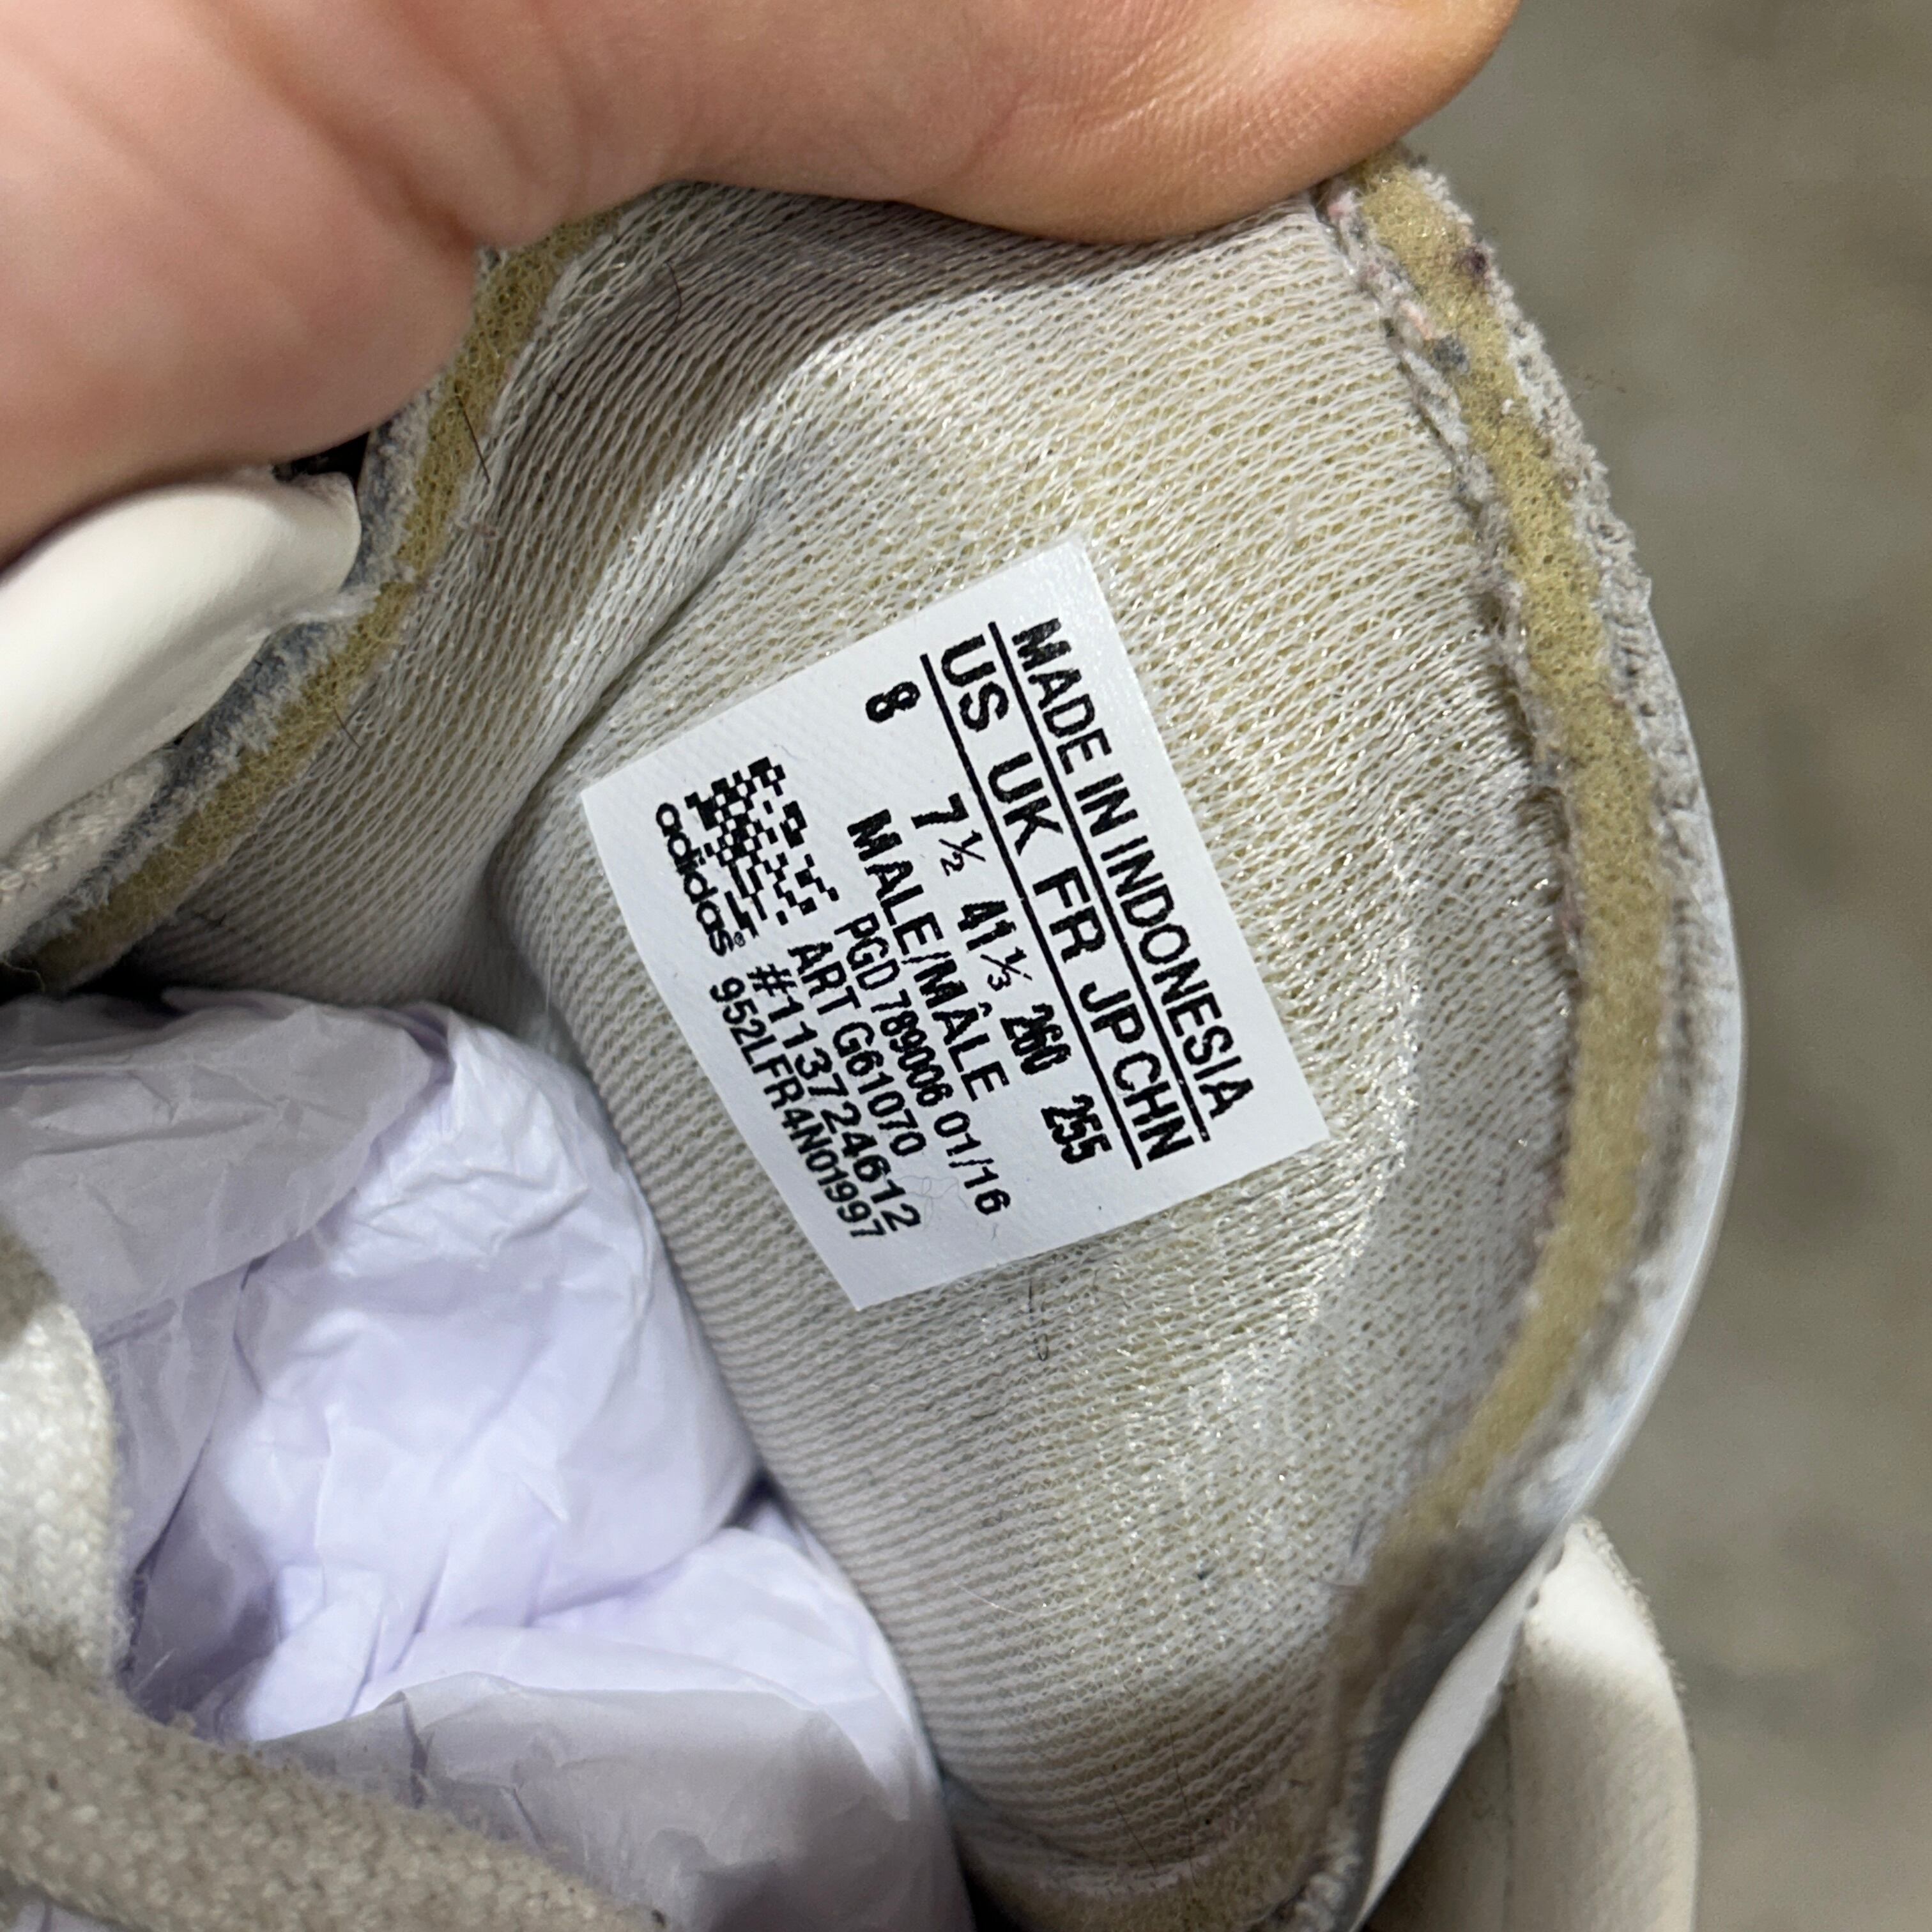 MADE IN INDONESIA
US UK FR JP CHN
8 7½ 41⅓ 260 255
MALE/MÂLE
PGD 789006 01/16
ART G61070
#113724612
adidas® 952LFR4N01997